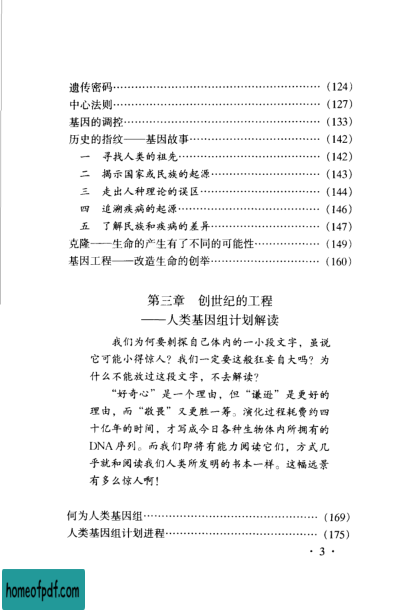 遗传密码……………………………………………(124)
中心法则……………………………………………(127)
基因的调控…………………………………………(133)
历史的指纹——基因故事…………………………(142)
一 寻找人类的祖先………………………………(142)
二 揭示国家或民族的起源………………………(143)
三 走出人种理论的误区…………………………(144)
四 追溯疾病的起源………………………………(146)
五 了解民族和疾病的差异………………………(147)
克隆——生命的产生有了不同的可能性…………(149)
基因工程——改造生命的创举……………………(160)
第三章 创世纪的工程
——人类基因组计划解读
我们为何要刺探自己体内的一小段文字，虽说
它可能小得惊人？我们一定要这般狂妄自大吗？为
什么不能放过这段文字，不去解读？
“好奇心”是一个理由，但“谦逊”是更好的
理由，而“敬畏”又更胜一筹。演化过程耗费约四
十亿年的时间，才写成今日各种生物体内所拥有的
DNA序列。而我们即将有能力阅读它们，方式几
乎就和阅读我们人类所发明的书本一样。这幅远景
有多么惊人啊！
何为人类基因组……………………………………(169)
人类基因组计划进程………………………………(175)
· 3 ·
homeofpdf.com